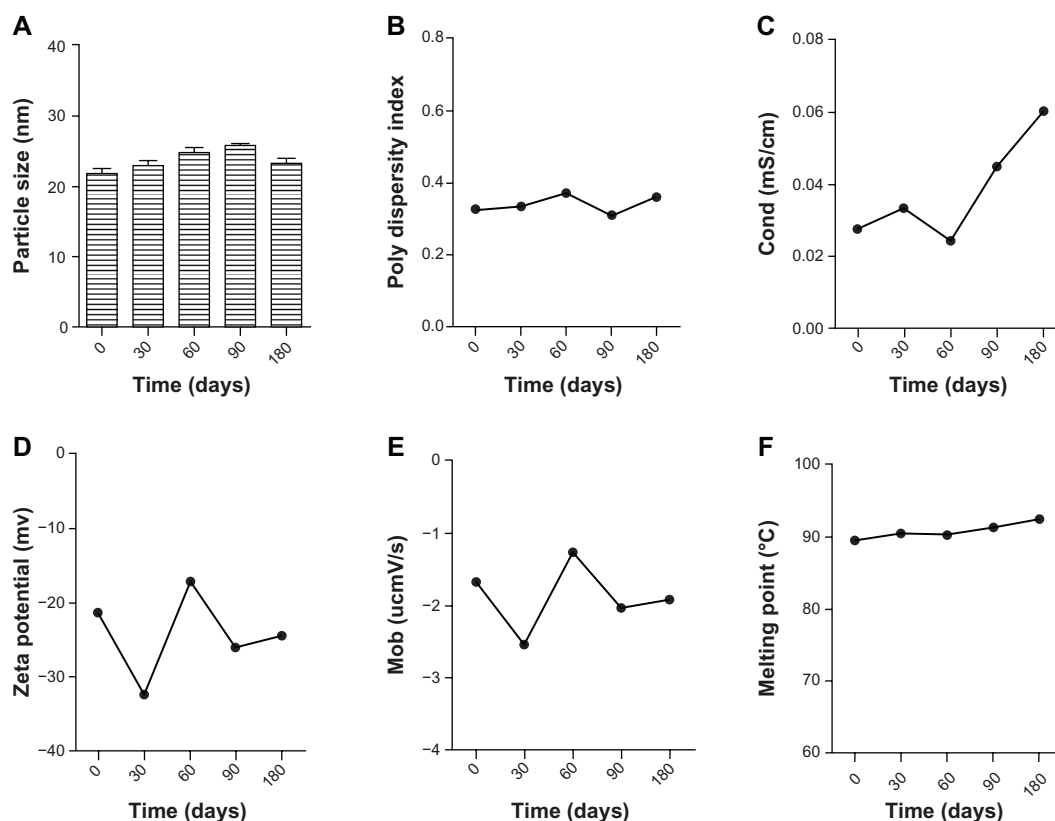 A
Particle size (nm)
40
30
20
10
0
0 30 60 90 180
Time (days)
B
Poly dispersity index
0.8
0.6
0.4
0.2
0.0
0 30 60 90 180
Time (days)
C
Cond (mS/cm)
0.08
0.06
0.04
0.02
0.00
0 30 60 90 180
Time (days)
D
Zeta potential (mv)
0
−10
−20
−30
−40
0 30 60 90 180
Time (days)
E
Mob (ucmV/s)
0
−1
−2
−3
−4
0 30 60 90 180
Time (days)
F
Melting point (°C)
100
90
80
70
60
0 30 60 90 180
Time (days)